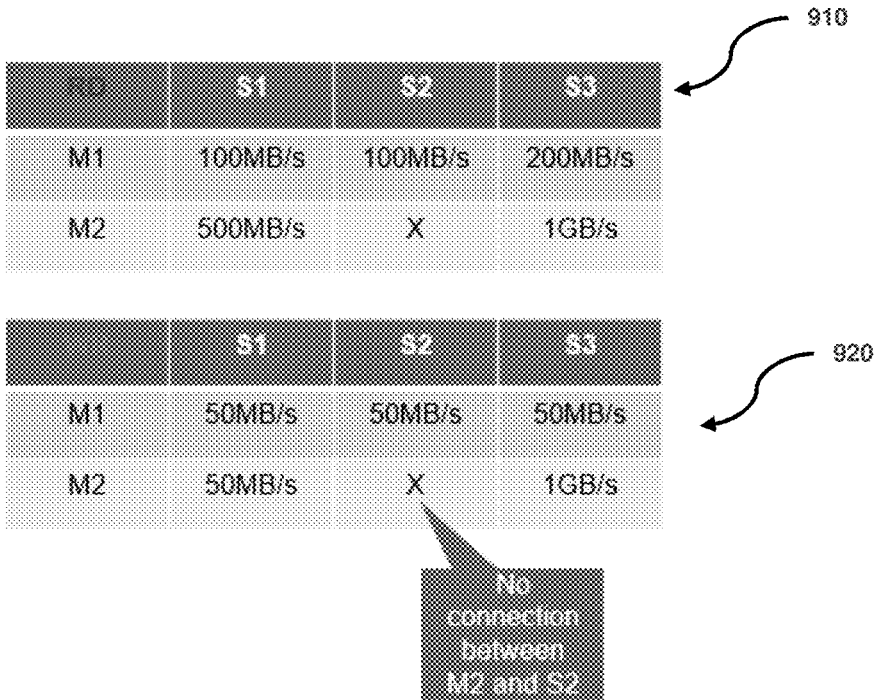 910
RD S1 S2 S3
M1 100MB/s 100MB/s 200MB/s
M2 500MB/s X 1GB/s
S1 S2 S3
920
M1 50MB/s 50MB/s 50MB/s
M2 50MB/s X 1GB/s
No
connection
between
M2 and S2